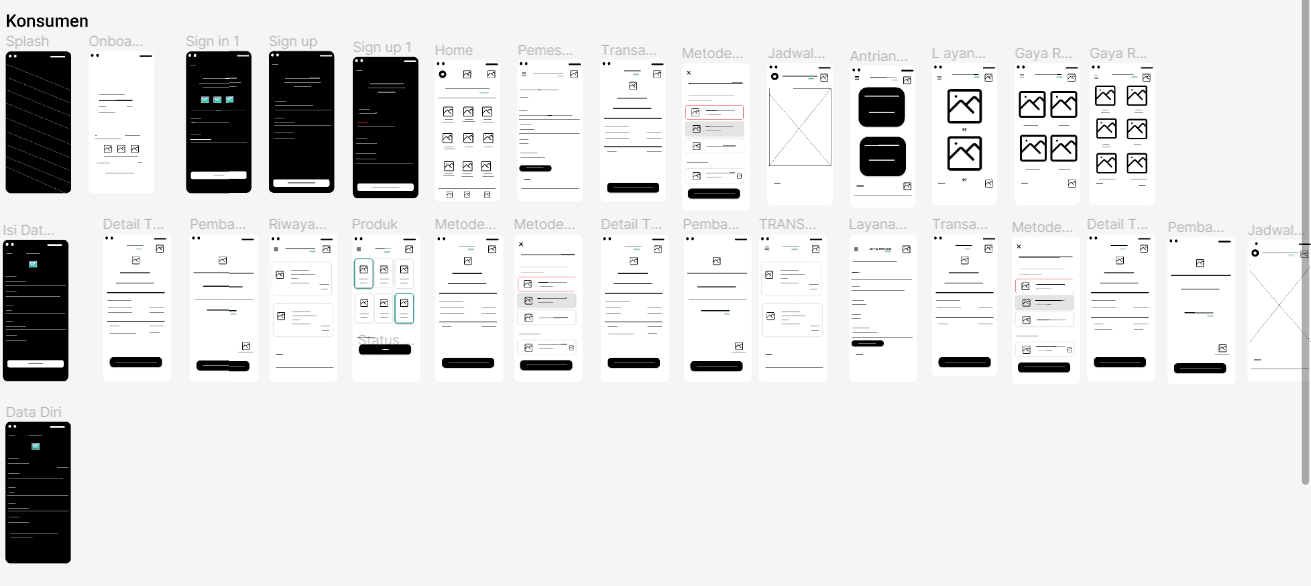 Konsumen
Splash
Onboa...
Sign in 1
Sign up
Sign up 1
Home
Pemes...
Transa...
Metode...
Jadwal...
Antrian...
L ayan...
Gaya R...
Gaya R...
Isi Dat...
Detail T...
Pemba...
Riwaya...
Produk
Metode...
Metode...
Detail T...
Pemba...
TRANS...
Layana...
Transa...
Metode...
Detail T...
Pemba...
Jadwal...
Status ...
Data Diri